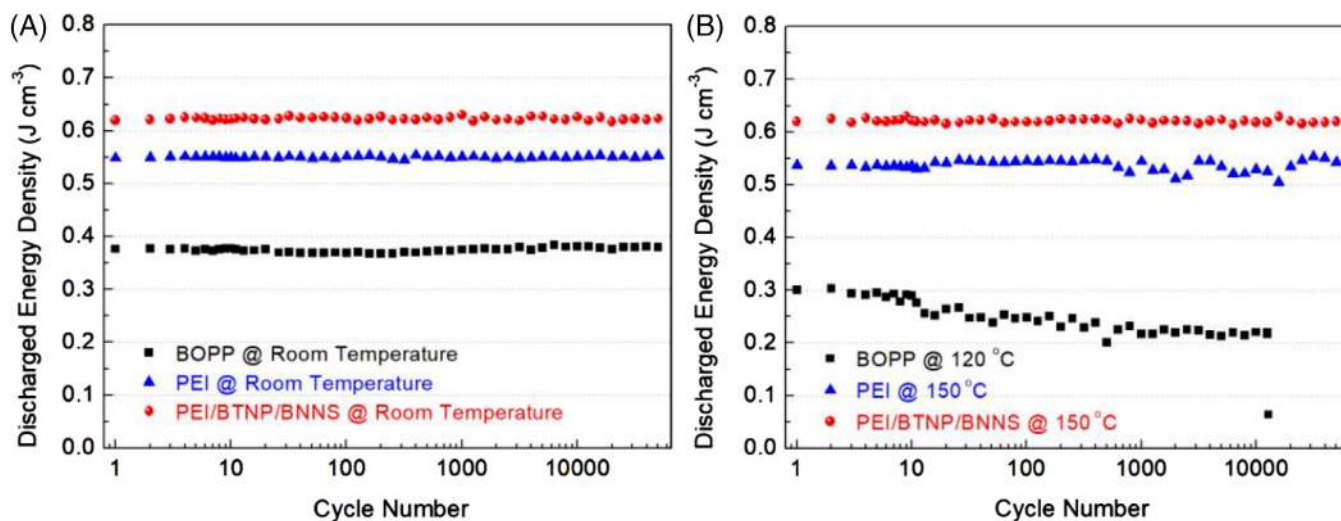 (A)
Discharged Energy Density (J cm⁻³)
0.8
0.7
0.6
0.5
0.4
0.3
0.2
0.1
0.0
BOPP @ Room Temperature
PEI @ Room Temperature
PEI/BTNP/BNNS @ Room Temperature
1 10 100 1000 10000
Cycle Number
(B)
Discharged Energy Density (J cm⁻³)
0.8
0.7
0.6
0.5
0.4
0.3
0.2
0.1
0.0
BOPP @ 120 °C
PEI @ 150 °C
PEI/BTNP/BNNS @ 150 °C
1 10 100 1000 10000
Cycle Number